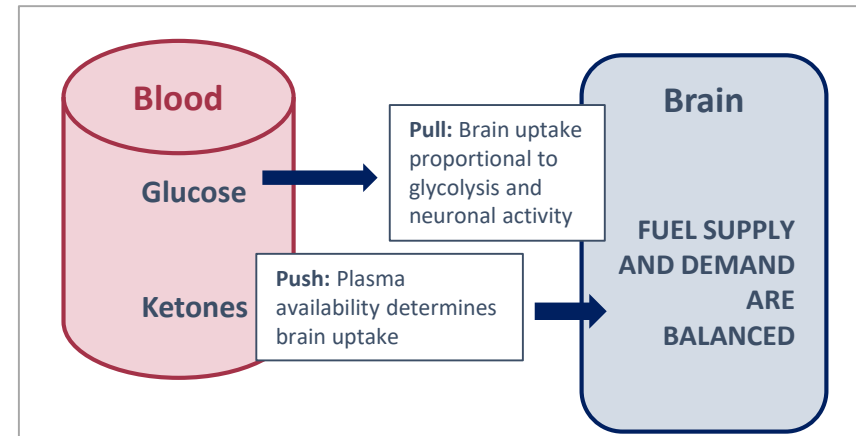 Blood
Glucose
Ketones
Pull: Brain uptake
proportional to
glycolysis and
neuronal activity
Push: Plasma
availability determines
brain uptake
Brain
FUEL SUPPLY
AND DEMAND
ARE
BALANCED